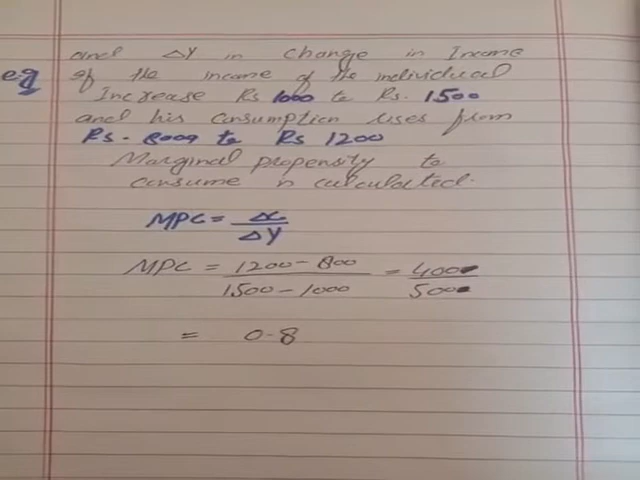 and ΔY in change in Income
e.g of the income of the individual
Increase Rs 1000 to Rs. 1500
and his consumption rises from
Rs- 800 to Rs 1200
Marginal propensity to
consume is calculated.
MPC = ΔC / ΔY
MPC = 1200-800 / 1500-1000 = 400 / 500
= 0-8